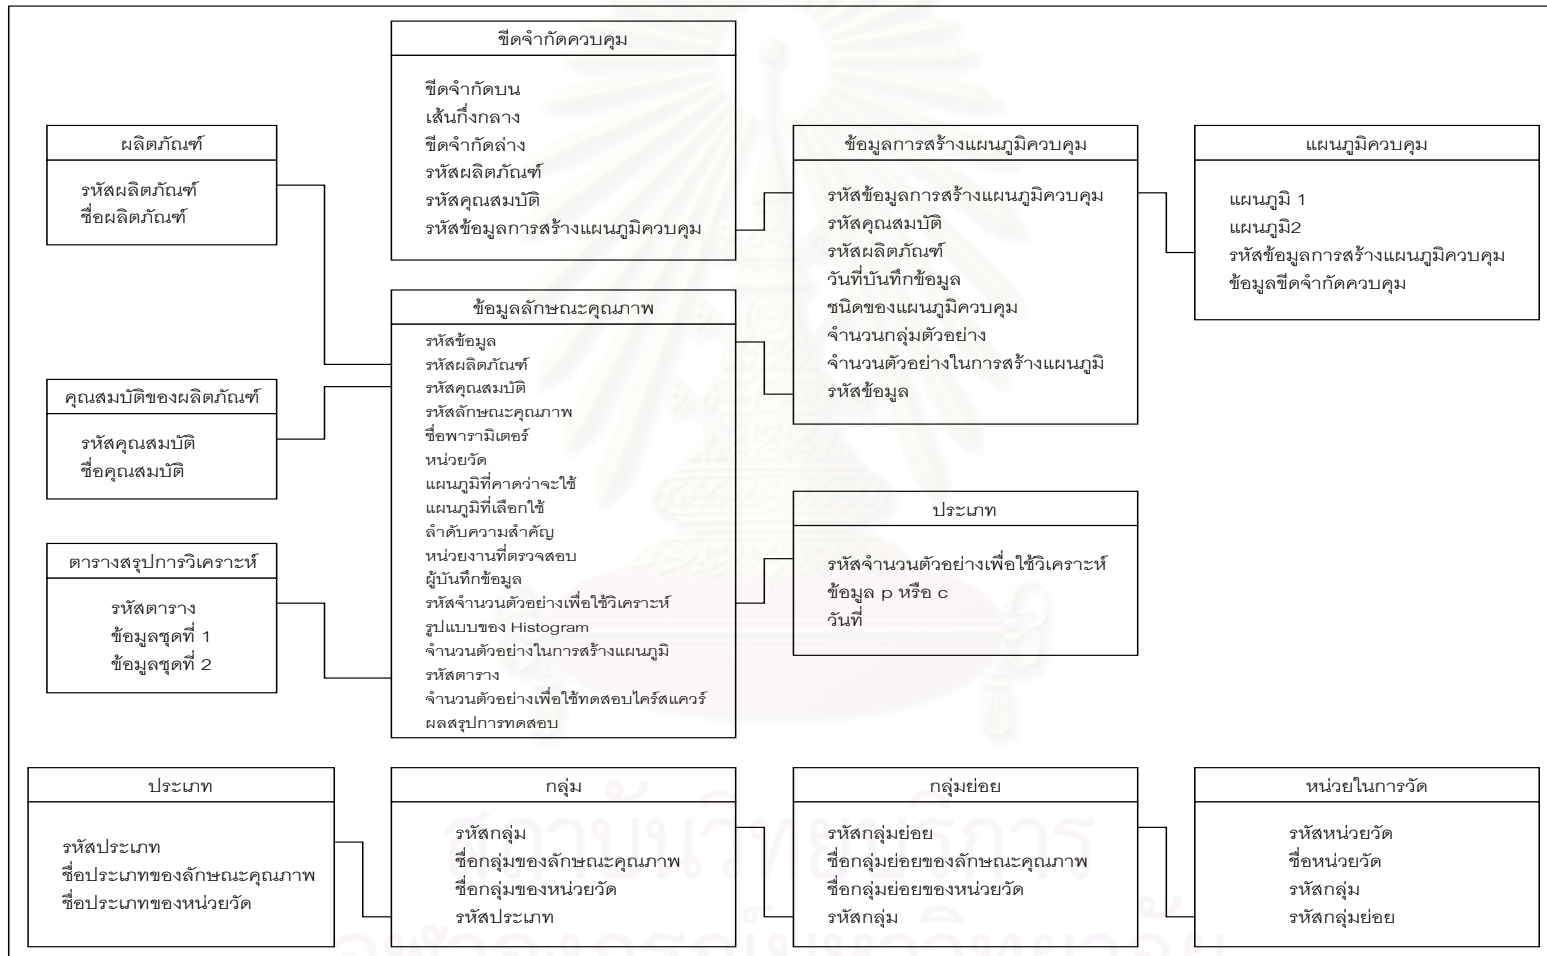 ขีดจำกัดควบคุม
ขีดจำกัดบน
เส้นกึ่งกลาง
ขีดจำกัดล่าง
รหัสผลิตภัณฑ์
รหัสคุณสมบัติ
รหัสข้อมูลการสร้างแผนภูมิควบคุม
ผลิตภัณฑ์
รหัสผลิตภัณฑ์
ชื่อผลิตภัณฑ์
ข้อมูลการสร้างแผนภูมิควบคุม
รหัสข้อมูลการสร้างแผนภูมิควบคุม
รหัสคุณสมบัติ
รหัสผลิตภัณฑ์
วันที่บันทึกข้อมูล
ชนิดของแผนภูมิควบคุม
จำนวนกลุ่มตัวอย่าง
จำนวนตัวอย่างในการสร้างแผนภูมิ
รหัสข้อมูล
แผนภูมิควบคุม
แผนภูมิ 1
แผนภูมิ2
รหัสข้อมูลการสร้างแผนภูมิควบคุม
ข้อมูลขีดจำกัดควบคุม
ข้อมูลลักษณะคุณภาพ
รหัสข้อมูล
รหัสผลิตภัณฑ์
รหัสคุณสมบัติ
รหัสลักษณะคุณภาพ
ชื่อพารามิเตอร์
หน่วยวัด
แผนภูมิที่คาดว่าจะใช้
แผนภูมิที่เลือกใช้
ลำดับความสำคัญ
หน่วยงานที่ตรวจสอบ
ผู้บันทึกข้อมูล
รหัสจำนวนตัวอย่างเพื่อใช้วิเคราะห์
รูปแบบของ Histogram
จำนวนตัวอย่างในการสร้างแผนภูมิ
รหัสตาราง
จำนวนตัวอย่างเพื่อใช้ทดสอบไคร์สแควร์
ผลสรุปการทดสอบ
คุณสมบัติของผลิตภัณฑ์
รหัสคุณสมบัติ
ชื่อคุณสมบัติ
ตารางสรุปการวิเคราะห์
รหัสตาราง
ข้อมูลชุดที่ 1
ข้อมูลชุดที่ 2
ประเภท
รหัสจำนวนตัวอย่างเพื่อใช้วิเคราะห์
ข้อมูล p หรือ c
วันที่
ประเภท
รหัสประเภท
ชื่อประเภทของลักษณะคุณภาพ
ชื่อประเภทของหน่วยวัด
กลุ่ม
รหัสกลุ่ม
ชื่อกลุ่มของลักษณะคุณภาพ
ชื่อกลุ่มของหน่วยวัด
รหัสประเภท
กลุ่มย่อย
รหัสกลุ่มย่อย
ชื่อกลุ่มย่อยของลักษณะคุณภาพ
ชื่อกลุ่มย่อยของหน่วยวัด
รหัสกลุ่ม
หน่วยในการวัด
รหัสหน่วยวัด
ชื่อหน่วยวัด
รหัสกลุ่ม
รหัสกลุ่มย่อย
สถาบันวิทยบริการ
จุฬาลงกรณ์มหาวิทยาลัย